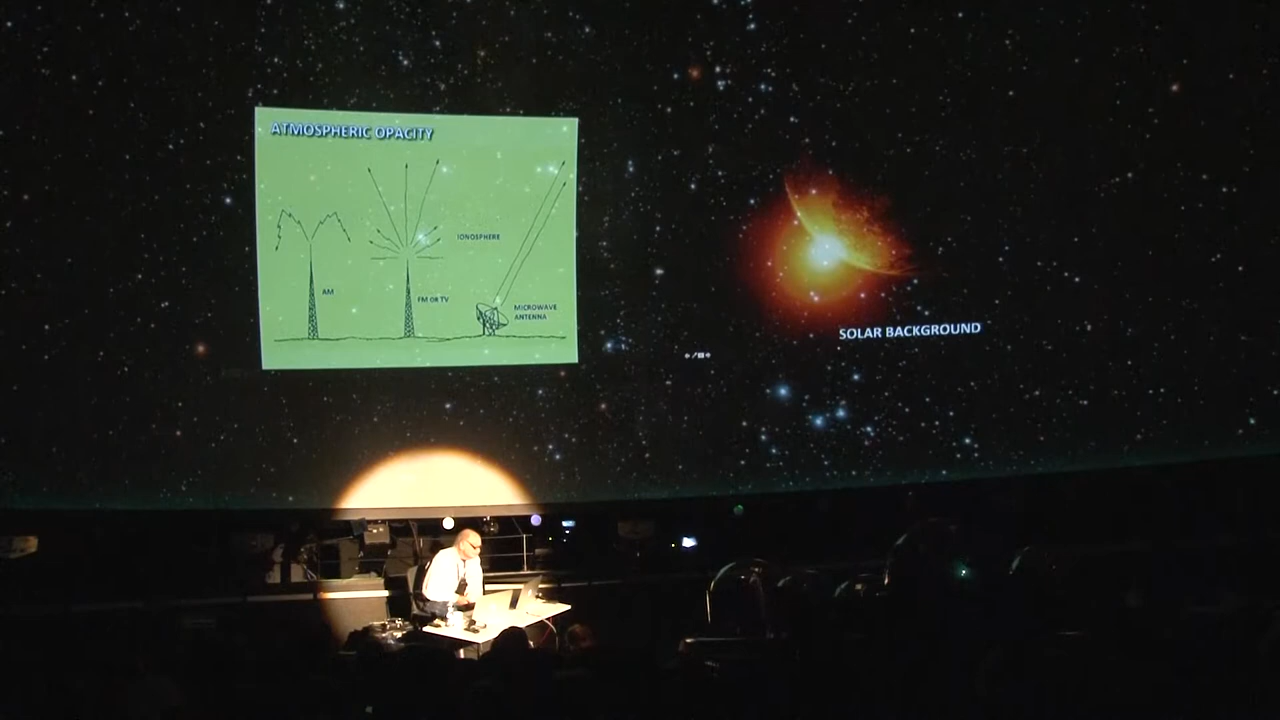 ATMOSPHERIC OPACITY
IONOSPHERE
AM
FM OR TV
MICROWAVE
ANTENNA
SOLAR BACKGROUND